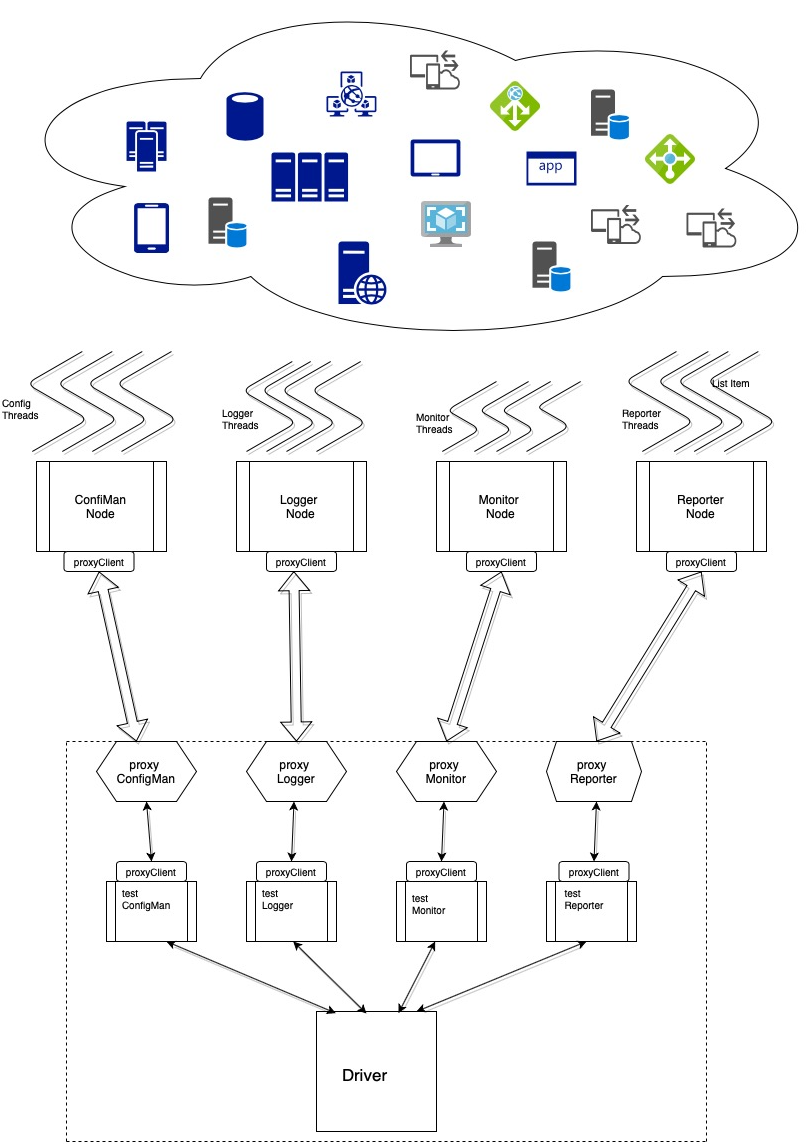 app
Config
Threads
Logger
Threads
Monitor
Threads
Reporter
Threads
List Item
ConfiMan
Node
Logger
Node
Monitor
Node
Reporter
Node
proxyClient
proxyClient
proxyClient
proxyClient
proxy
ConfigMan
proxy
Logger
proxy
Monitor
proxy
Reporter
proxyClient
proxyClient
proxyClient
proxyClient
test
ConfigMan
test
Logger
test
Monitor
test
Reporter
Driver